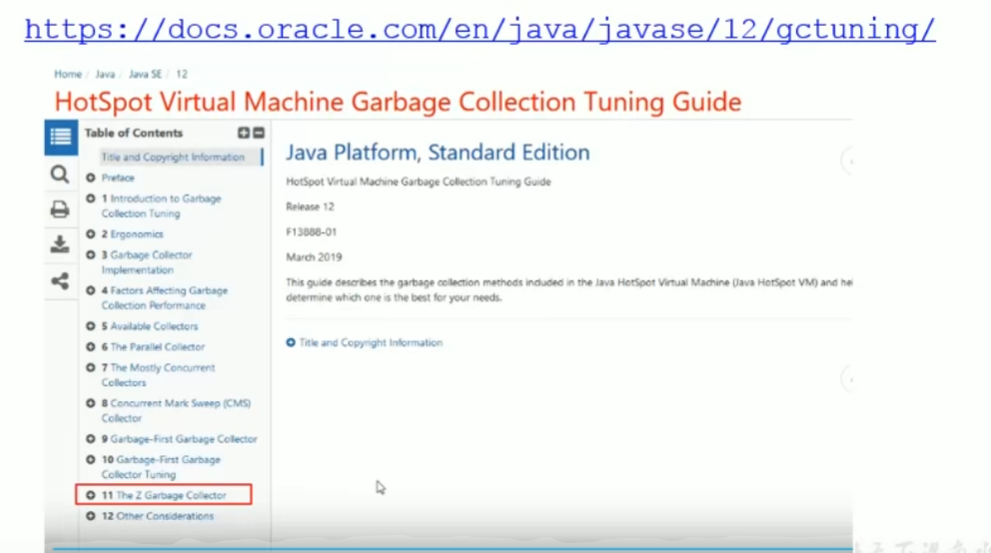 https://docs.oracle.com/en/java/javase/12/gctuning/
Home / Java / Java SE / 12
HotSpot Virtual Machine Garbage Collection Tuning Guide
Table of Contents
Title and Copyright Information
Preface
1 Introduction to Garbage
Collection Tuning
2 Ergonomics
3 Garbage Collector
Implementation
4 Factors Affecting Garbage
Collection Performance
5 Available Collectors
6 The Parallel Collector
7 The Mostly Concurrent
Collectors
8 Concurrent Mark Sweep (CMS)
Collector
9 Garbage-First Garbage Collector
10 Garbage-First Garbage
Collector Tuning
11 The Z Garbage Collector
12 Other Considerations
Java Platform, Standard Edition
HotSpot Virtual Machine Garbage Collection Tuning Guide
Release 12
F13888-01
March 2019
This guide describes the garbage collection methods included in the Java HotSpot Virtual Machine (Java HotSpot VM) and hel
determine which one is the best for your needs.
Title and Copyright Information